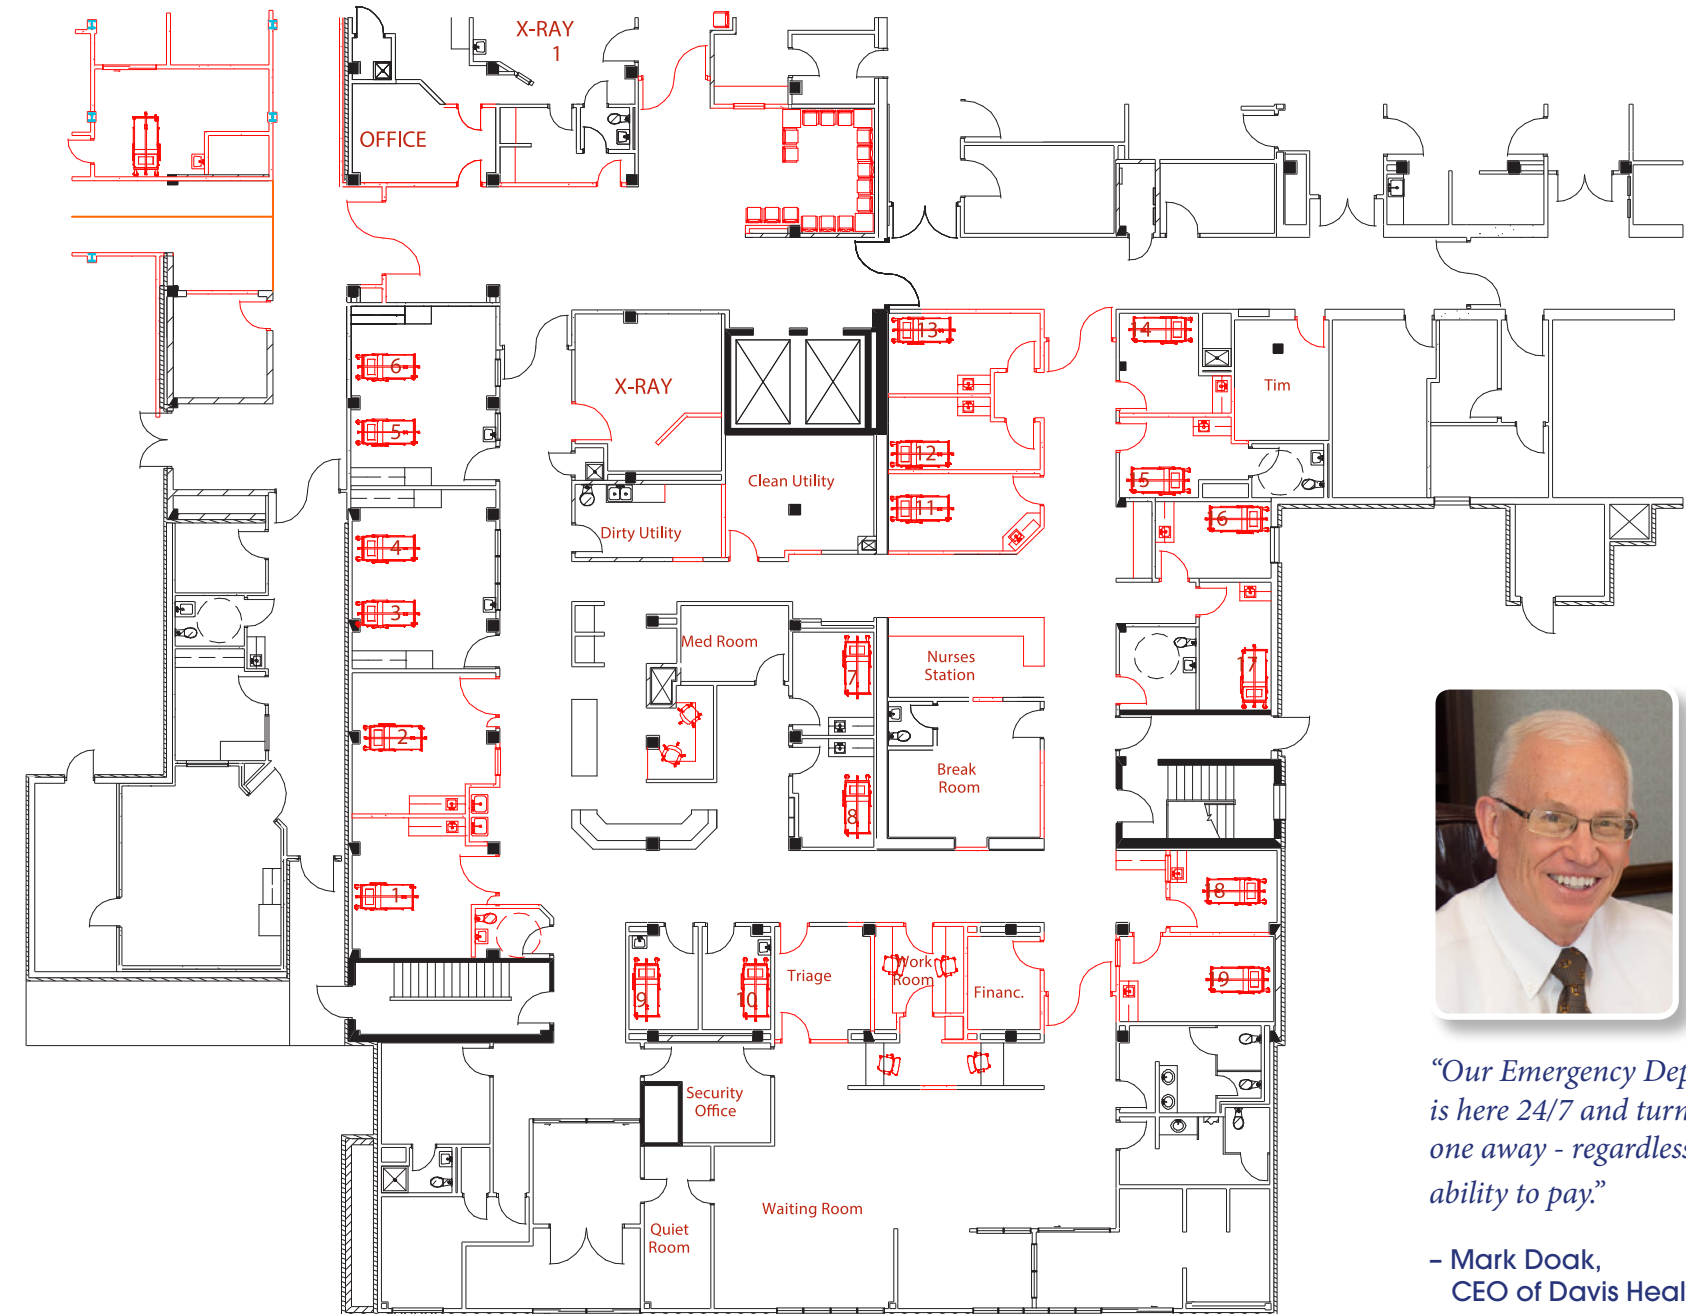 X-RAY
1
OFFICE
13
14
6
X-RAY
Tim
5
12
Clean Utility
5
11
6
Dirty Utility
4
3
Med Room
Nurses
Station
7
17
2
Break
Room
8
1
8
Triage
Work
Room
Financ.
9
9
10
Security
Office
Waiting Room
Quiet
Room
“Our Emergency Dep
is here 24/7 and turn
one away - regardless
ability to pay.”
– Mark Doak,
CEO of Davis Heal